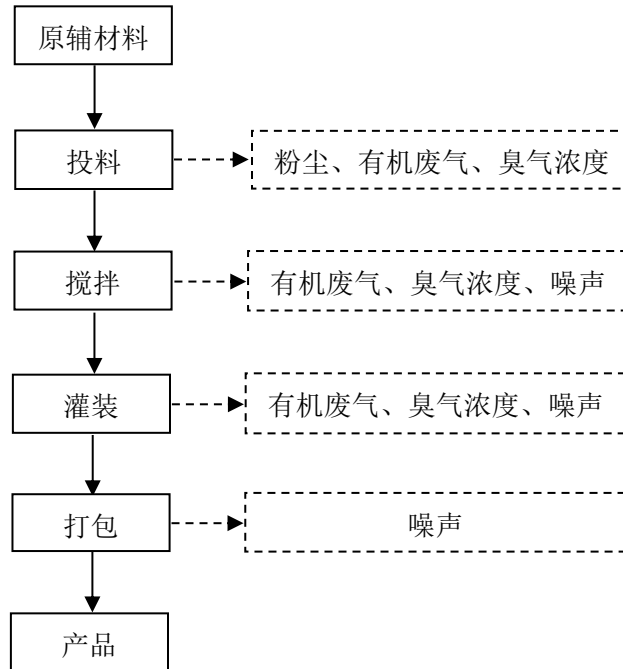 原辅材料
投料
粉尘、有机废气、臭气浓度
搅拌
有机废气、臭气浓度、噪声
灌装
有机废气、臭气浓度、噪声
打包
噪声
产品